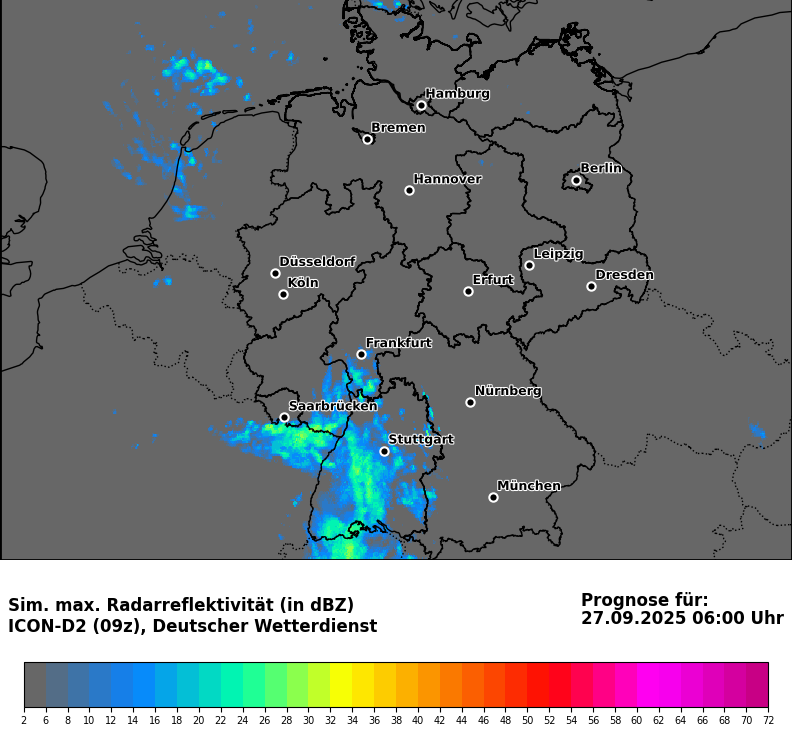 Hamburg
Bremen
Berlin
Hannover
Düsseldorf
Leipzig
Köln
Erfurt
Dresden
Frankfurt
Nürnberg
Saarbrücken
Stuttgart
München
Sim. max. Radarreflektivität (in dBZ)
ICON-D2 (09z), Deutscher Wetterdienst
Prognose für:
27.09.2025 06:00 Uhr
2 6 8 10 12 14 16 18 20 22 24 26 28 30 32 34 36 38 40 42 44 46 48 50 52 54 56 58 60 62 64 66 68 70 72